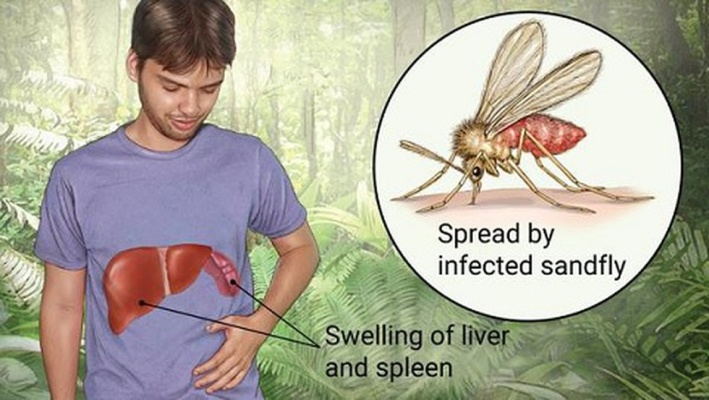 Spread by
infected sandfly
Swelling of liver
and spleen